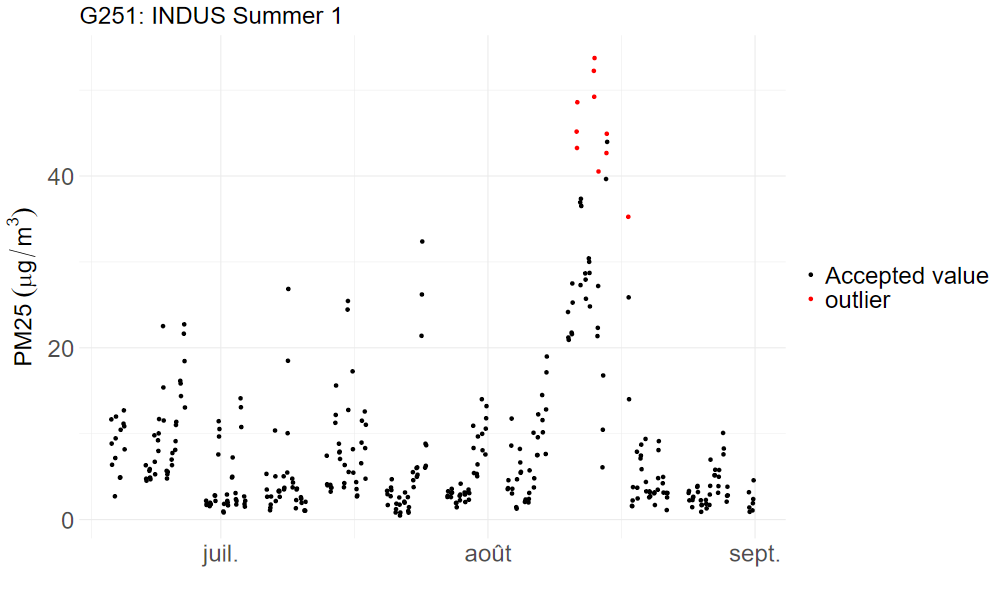 G251: INDUS Summer 1
PM25 (μg/m³)
40
20
0
juil.
août
sept.
Accepted value
outlier